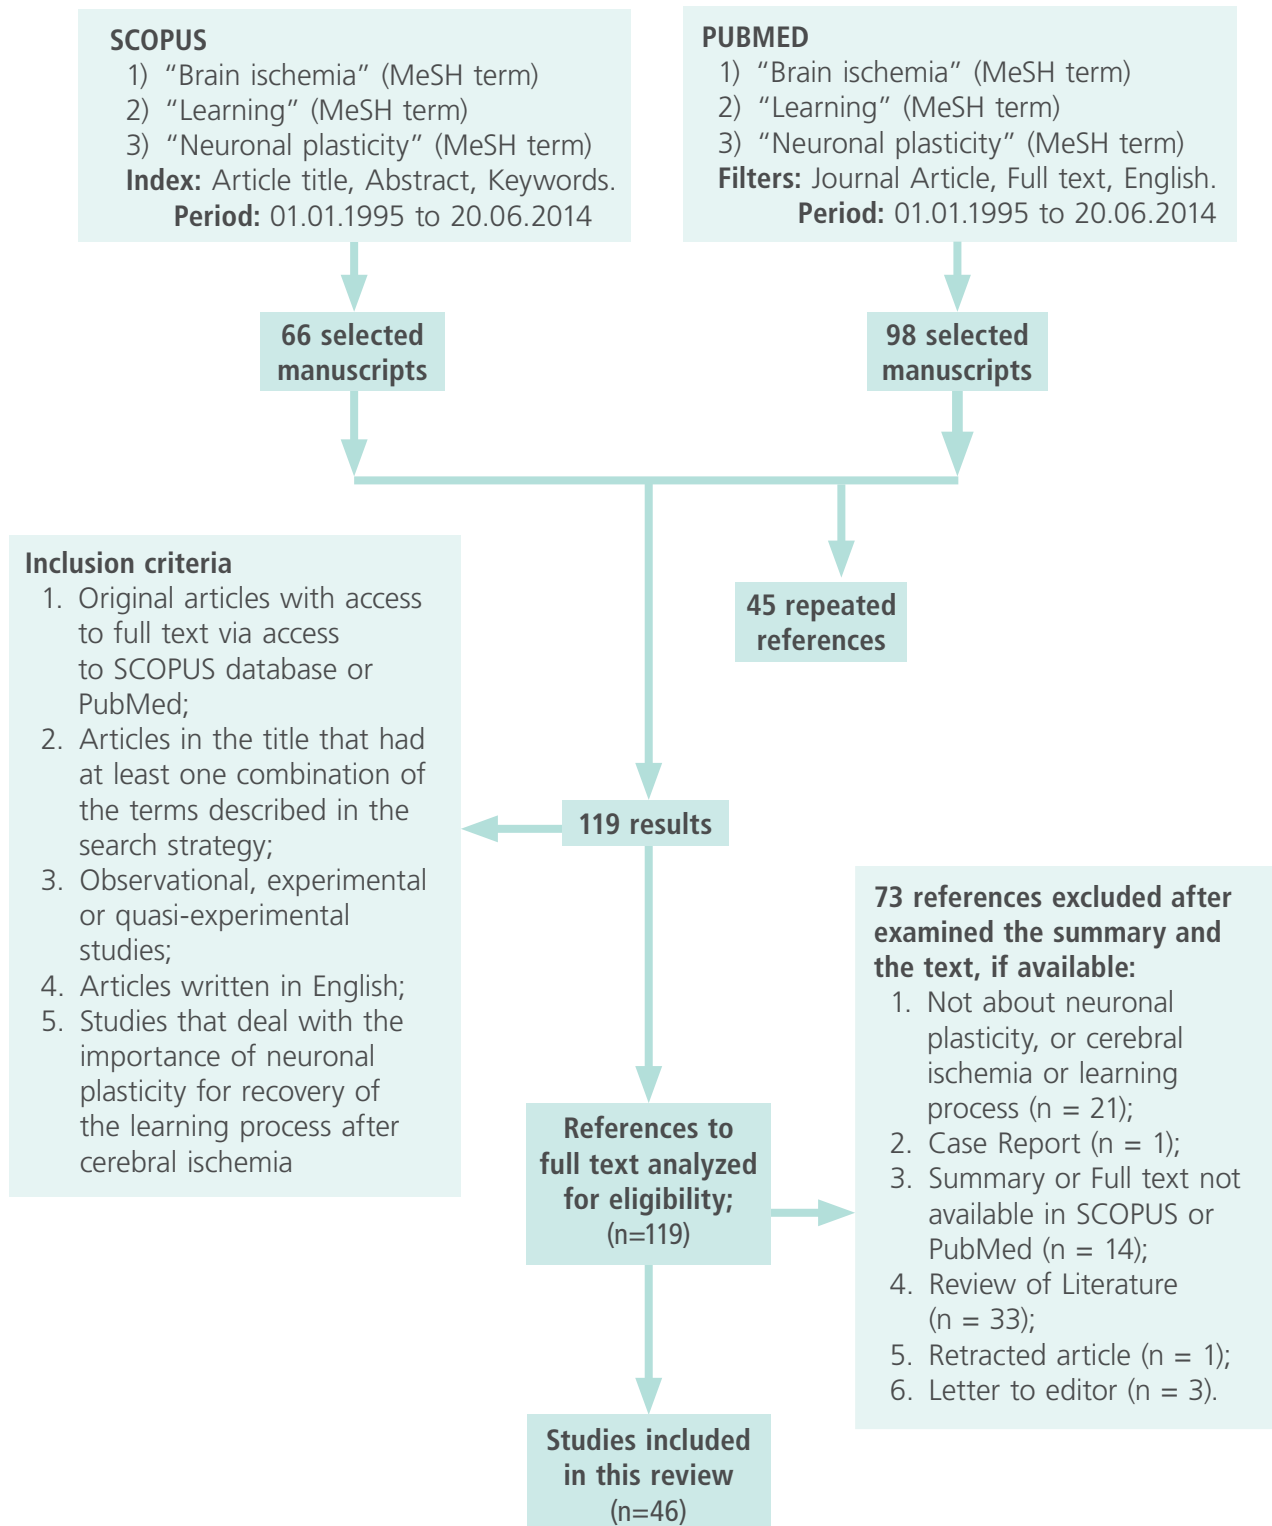 SCOPUS
1) “Brain ischemia” (MeSH term)
2) “Learning” (MeSH term)
3) “Neuronal plasticity” (MeSH term)
Index: Article title, Abstract, Keywords.
Period: 01.01.1995 to 20.06.2014
PUBMED
1) “Brain ischemia” (MeSH term)
2) “Learning” (MeSH term)
3) “Neuronal plasticity” (MeSH term)
Filters: Journal Article, Full text, English.
Period: 01.01.1995 to 20.06.2014
66 selected
manuscripts
98 selected
manuscripts
45 repeated
references
Inclusion criteria
1. Original articles with access
to full text via access
to SCOPUS database or
PubMed;
2. Articles in the title that had
at least one combination of
the terms described in the
search strategy;
3. Observational, experimental
or quasi-experimental
studies;
4. Articles written in English;
5. Studies that deal with the
importance of neuronal
plasticity for recovery of
the learning process after
cerebral ischemia
119 results
73 references excluded after
examined the summary and
the text, if available:
1. Not about neuronal
plasticity, or cerebral
ischemia or learning
process (n = 21);
2. Case Report (n = 1);
3. Summary or Full text not
available in SCOPUS or
PubMed (n = 14);
4. Review of Literature
(n = 33);
5. Retracted article (n = 1);
6. Letter to editor (n = 3).
References to
full text analyzed
for eligibility;
(n=119)
Studies included
in this review
(n=46)